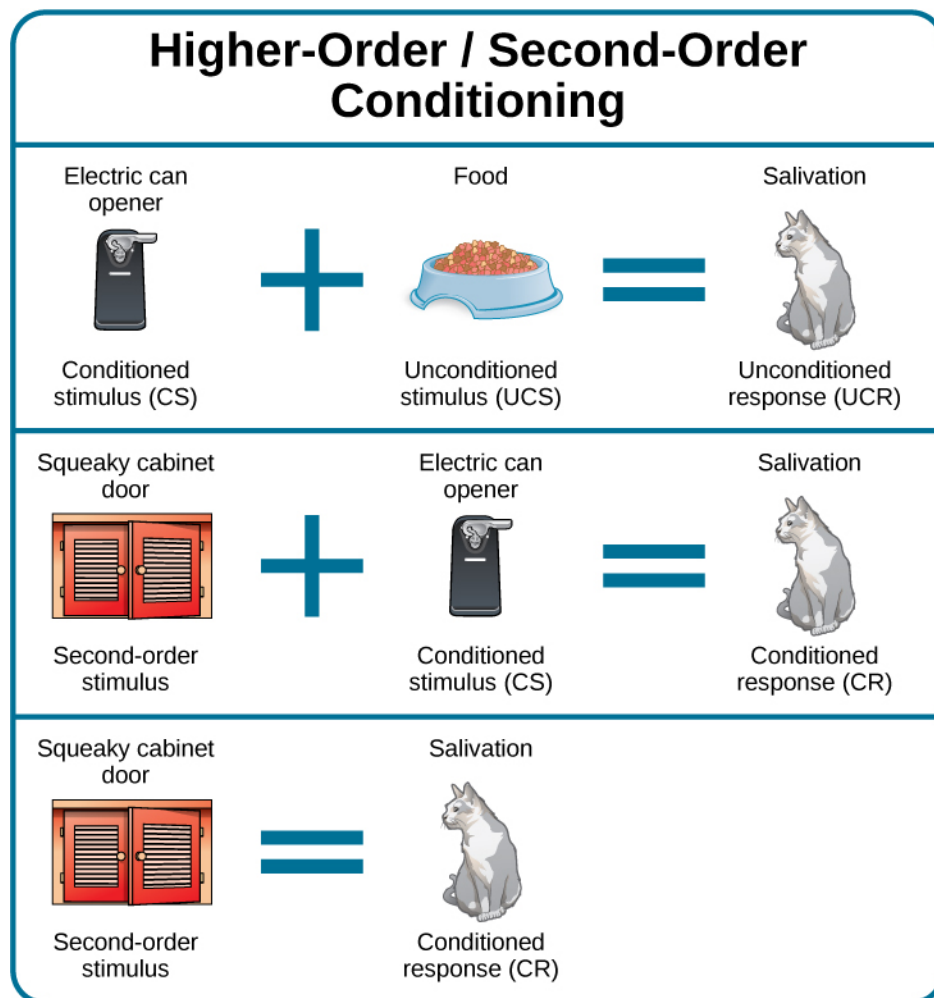 Higher-Order / Second-Order
Conditioning
Electric can
opener
Food
Salivation
Conditioned
stimulus (CS)
Unconditioned
stimulus (UCS)
Unconditioned
response (UCR)
Squeaky cabinet
door
Electric can
opener
Salivation
Second-order
stimulus
Conditioned
stimulus (CS)
Conditioned
response (CR)
Squeaky cabinet
door
Salivation
Second-order
stimulus
Conditioned
response (CR)